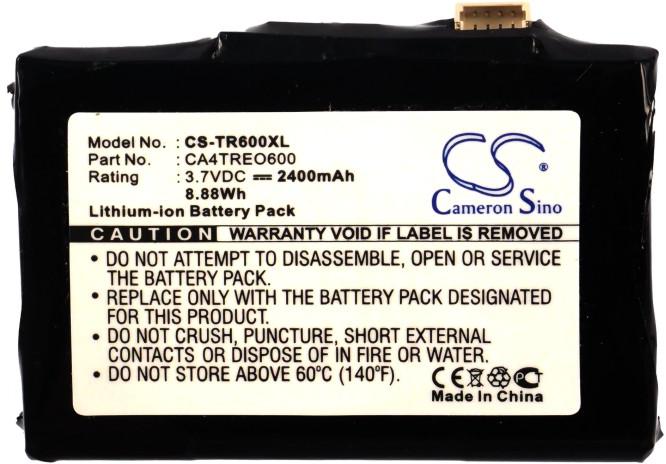 Model No. : CS-TR600XL
Part No. : CA4TREO600
Rating : 3.7VDC ⎓ 2400mAh
8.88Wh
Lithium-ion Battery Pack
CS ®
Cameron Sino
CAUTION WARRANTY VOID IF LABEL IS REMOVED
• DO NOT ATTEMPT TO DISASSEMBLE, OPEN OR SERVICE
THE BATTERY PACK.
• REPLACE ONLY WITH THE BATTERY PACK DESIGNATED
FOR THIS PRODUCT.
• DO NOT CRUSH, PUNCTURE, SHORT EXTERNAL
CONTACTS OR DISPOSE OF IN FIRE OR WATER.
• DO NOT STORE ABOVE 60°C (140°F).
CE PCT
Made In China